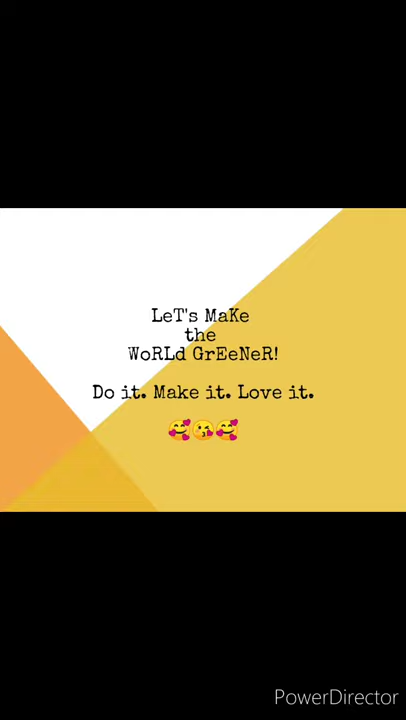 LeT's MaKe
the
WoRLd GrEeNeR!
Do it. Make it. Love it.
🥰😘🥰
PowerDirector